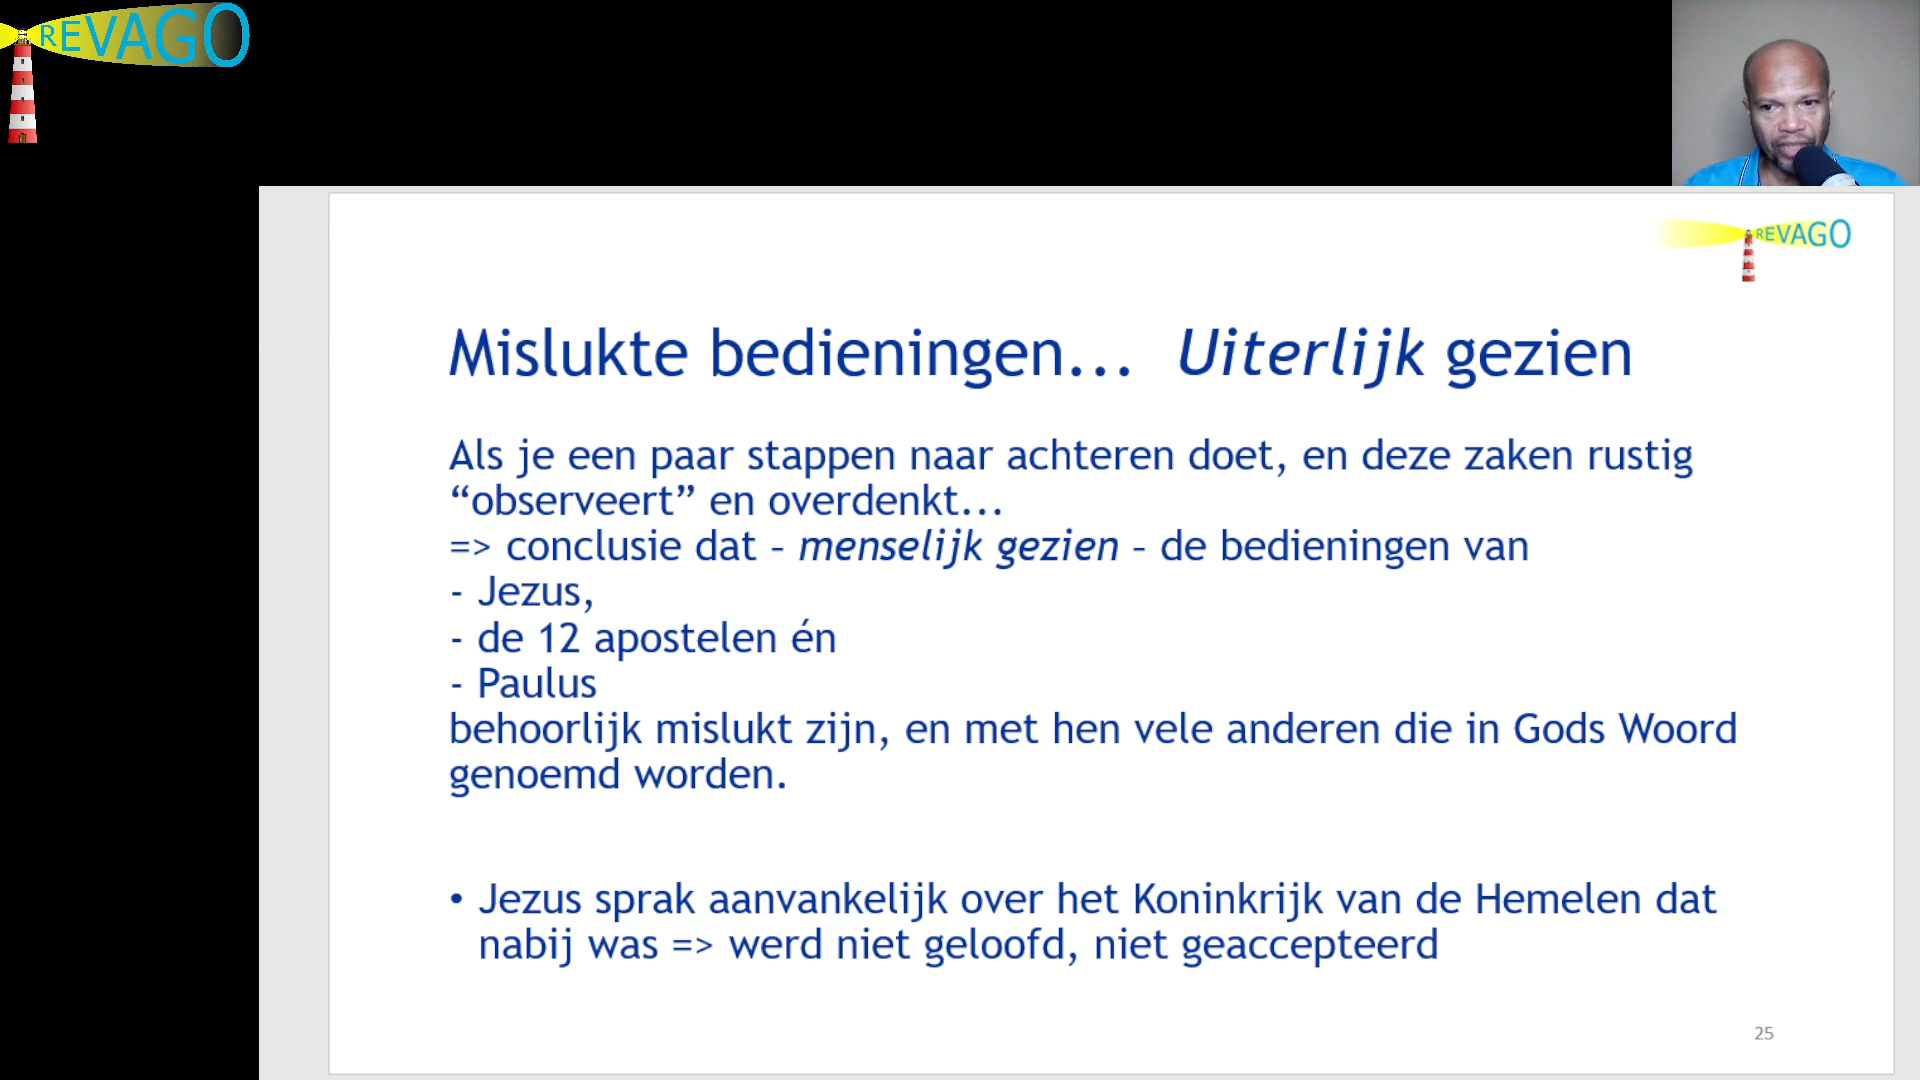 REVAGO
REVAGO
Mislukte bedieningen... Uiterlijk gezien
Als je een paar stappen naar achteren doet, en deze zaken rustig
“observeert” en overdenkt...
=> conclusie dat – menselijk gezien – de bedieningen van
- Jezus,
- de 12 apostelen én
- Paulus
behoorlijk mislukt zijn, en met hen vele anderen die in Gods Woord
genoemd worden.
• Jezus sprak aanvankelijk over het Koninkrijk van de Hemelen dat
nabij was => werd niet geloofd, niet geaccepteerd
25